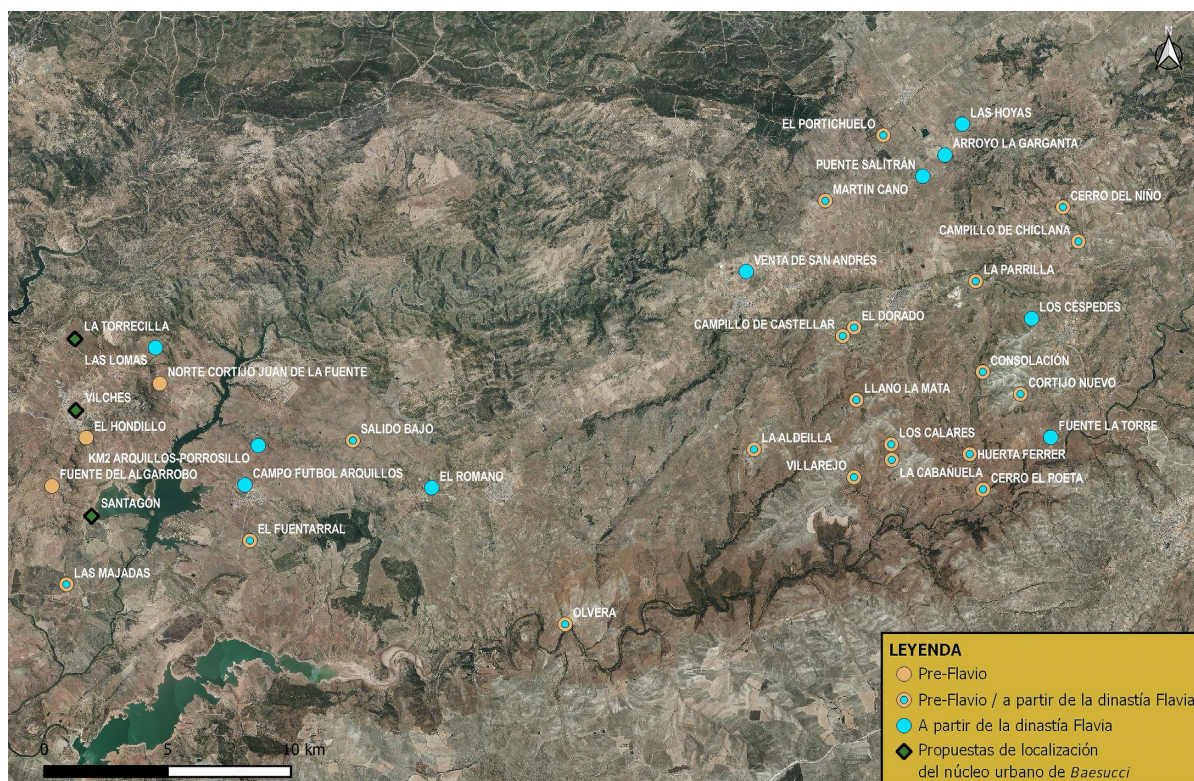 N
LAS HOYAS
EL PORTICHUELO
ARROYO LA GARGANTA
PUENTE SALITRÁN
MARTIN CANO
CERRO DEL NIÑO
CAMPILLO DE CHICLANA
VENTA DE SAN ANDRÉS
LA PARRILLA
LOS CÉSPEDES
EL DORADO
CAMPILLO DE CASTELLAR
LA TORRECILLA
LAS LOMAS
NORTE CORTIJO JUAN DE LA FUENTE
CONSOLACIÓN
CORTIJO NUEVO
VILCHES
LLANO LA MATA
EL HONDILLO
SALIDO BAJO
FUENTE LA TORRE
LA ALDEILLA
LOS CALARES
KM2 ARQUILLOS-PORROSILLO
HUERTA FERRER
FUENTE DEL ALGARROBO
CAMPO FUTBOL ARQUILLOS
EL ROMANO
VILLAREJO
LA CABAÑUELA
CERRO EL POETA
SANTAGÓN
EL FUENTARRAL
LAS MAJADAS
OLVERA
LEYENDA
Pre-Flavio
Pre-Flavio / a partir de la dinastía Flavia
A partir de la dinastía Flavia
Propuestas de localización
del núcleo urbano de Baesucci
0 5 10 km